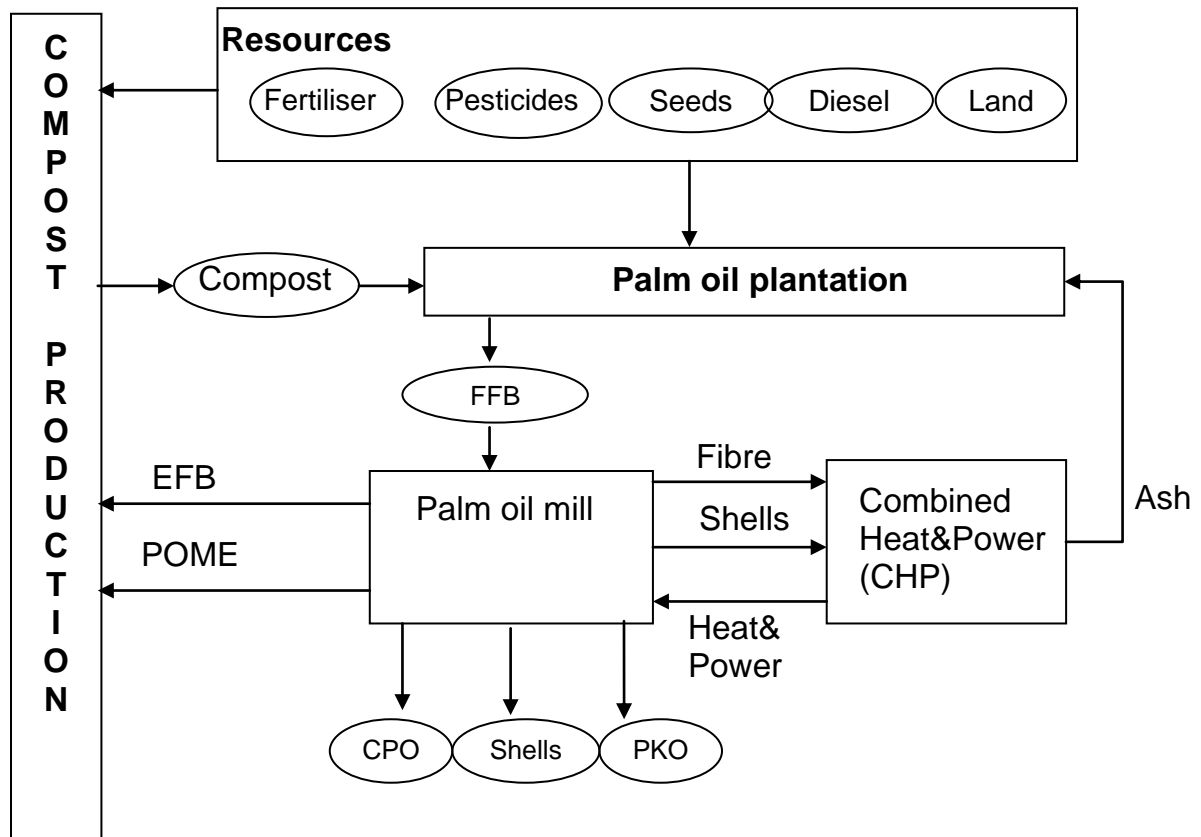 C
O
M
P
O
S
T
P
R
O
D
U
C
T
I
O
N
Resources
Fertiliser
Pesticides
Seeds
Diesel
Land
Compost
Palm oil plantation
FFB
EFB
POME
Palm oil mill
Fibre
Shells
Heat&
Power
Combined
Heat&Power
(CHP)
Ash
CPO
Shells
PKO